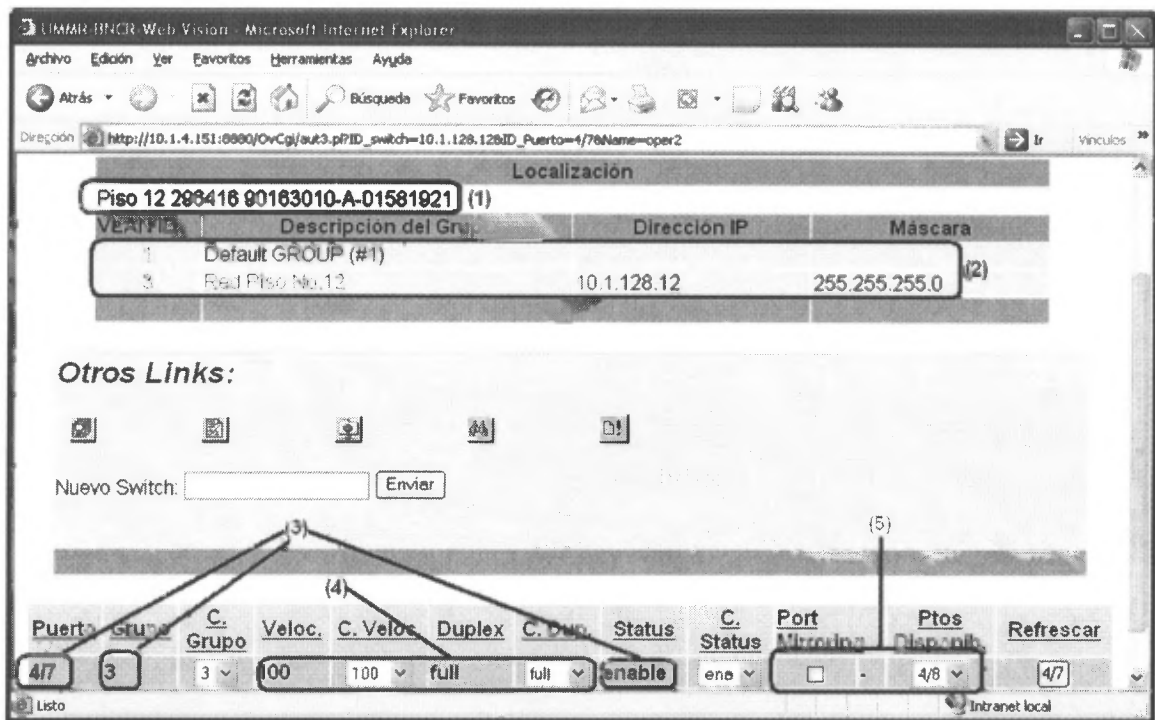 UMMR-BNCR-Web Vision - Microsoft Internet Explorer
Archivo Edición Ver Favoritos Herramientas Ayuda
Atrás Búsqueda Favoritos
Dirección http://10.1.4.151:8880/OvCgi/aut3.pl?ID_switch=10.1.128.12&ID_Puerto=4/7&Name=oper2 Ir Vínculos »
Localización
Piso 12 298416 90163010-A-01581921 (1)
VLAN ID Descripción del Grupo Dirección IP Máscara
1 Default GROUP (#1)
3 Red Piso No.12 10.1.128.12 255.255.255.0 (2)
Otros Links:
Nuevo Switch: Enviar
(3) (5)
(4)
Puerto Grupo C. Grupo Veloc. C. Veloc. Duplex C. Dup. Status C. Status Port Mirroring Ptos Disponib. Refrescar
4/7 3 3 100 100 full full enable ena - 4/8 4/7
Listo Intranet local